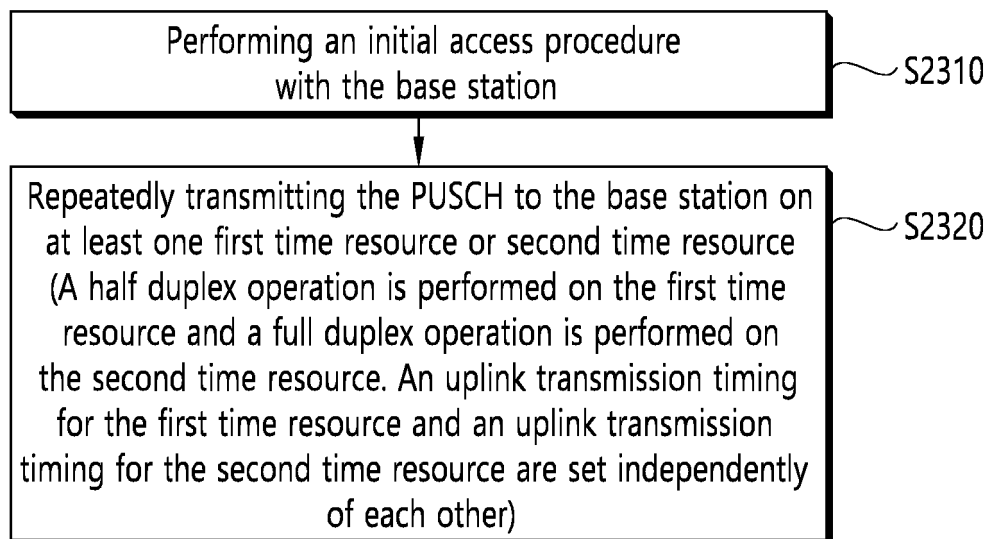 Performing an initial access procedure
with the base station
S2310
Repeatedly transmitting the PUSCH to the base station on
at least one first time resource or second time resource
(A half duplex operation is performed on the first time
resource and a full duplex operation is performed on
the second time resource. An uplink transmission timing
for the first time resource and an uplink transmission
timing for the second time resource are set independently
of each other)
S2320